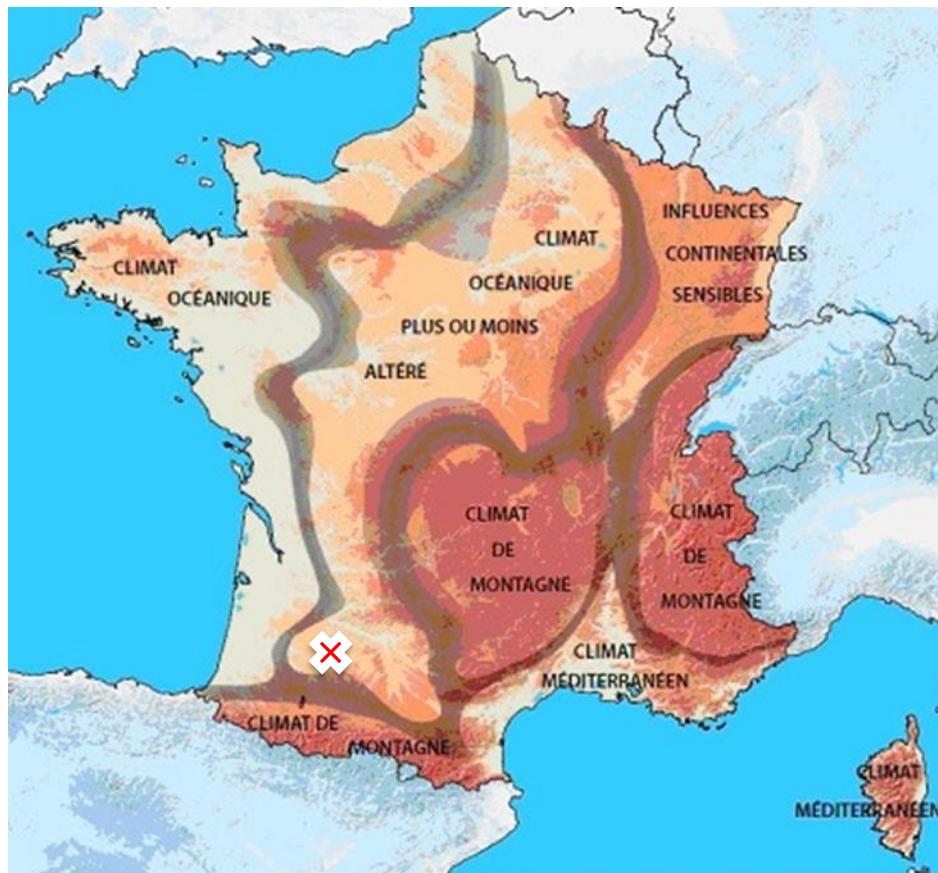 CLIMAT
OCÉANIQUE
CLIMAT
OCÉANIQUE
PLUS OU MOINS
ALTÉRÉ
INFLUENCES
CONTINENTALES
SENSIBLES
CLIMAT
DE
MONTAGNE
CLIMAT
DE
MONTAGNE
CLIMAT
MÉDITERRANÉEN
CLIMAT DE
MONTAGNE
CLIMAT
MÉDITERRANÉEN